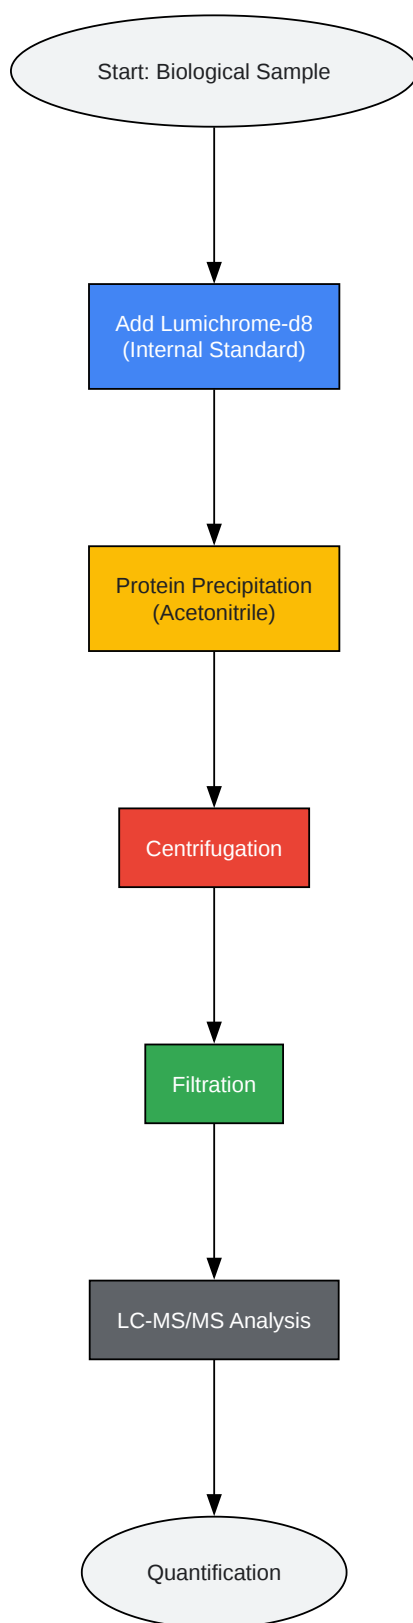 Start: Biological Sample
Add Lumichrome-d8
(Internal Standard)
Protein Precipitation
(Acetonitrile)
Centrifugation
Filtration
LC-MS/MS Analysis
Quantification